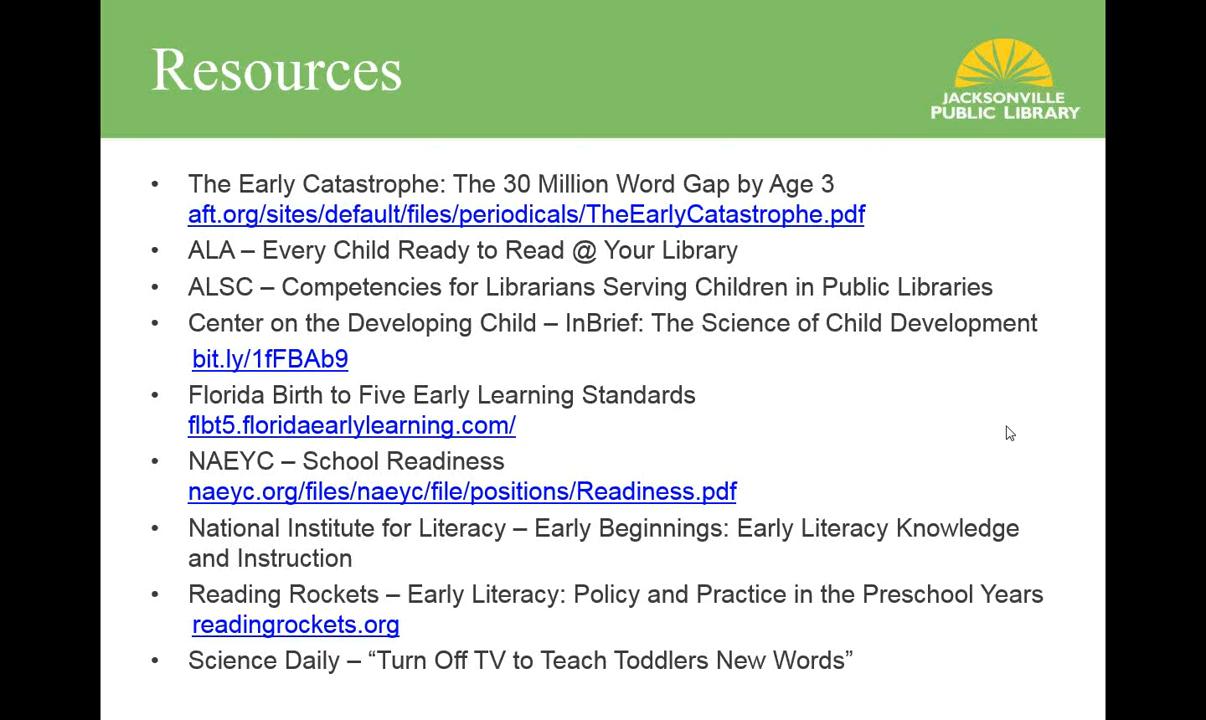 Resources
JACKSONVILLE
PUBLIC LIBRARY
• The Early Catastrophe: The 30 Million Word Gap by Age 3
aft.org/sites/default/files/periodicals/TheEarlyCatastrophe.pdf
• ALA – Every Child Ready to Read @ Your Library
• ALSC – Competencies for Librarians Serving Children in Public Libraries
• Center on the Developing Child – InBrief: The Science of Child Development
bit.ly/1fFBAb9
• Florida Birth to Five Early Learning Standards
flbt5.floridaearlylearning.com/
• NAEYC – School Readiness
naeyc.org/files/naeyc/file/positions/Readiness.pdf
• National Institute for Literacy – Early Beginnings: Early Literacy Knowledge
and Instruction
• Reading Rockets – Early Literacy: Policy and Practice in the Preschool Years
readingrockets.org
• Science Daily – “Turn Off TV to Teach Toddlers New Words”